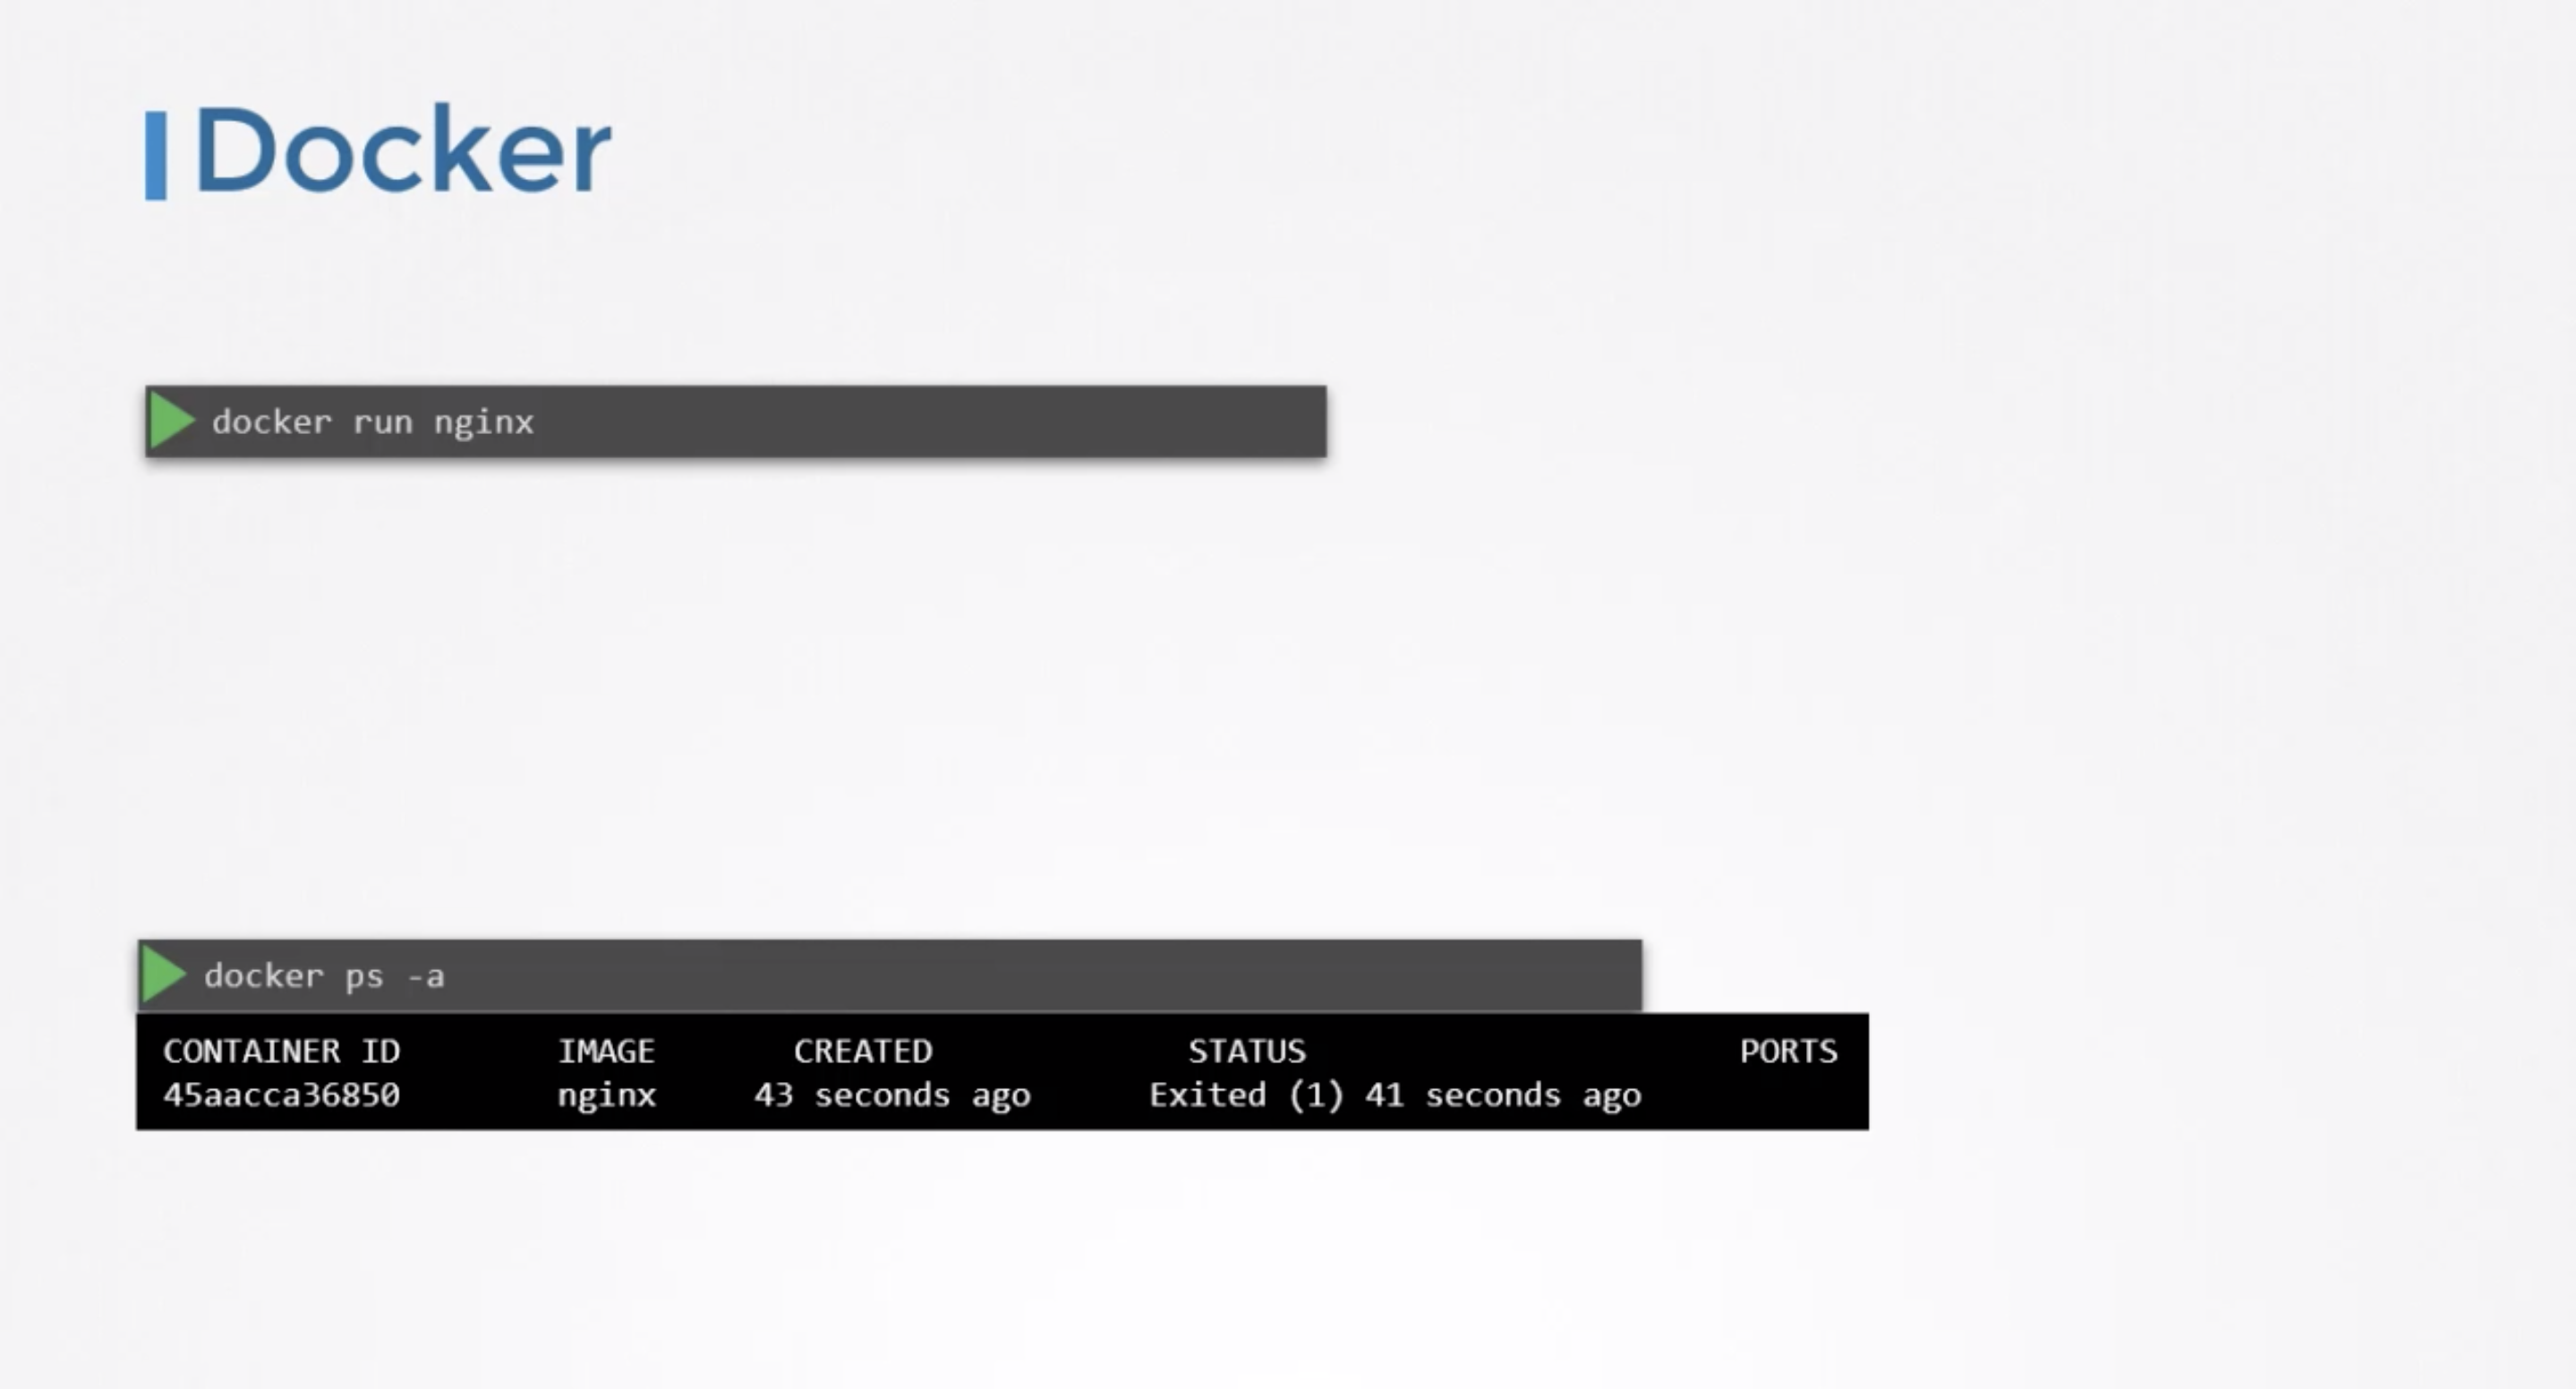 Docker
docker run nginx
docker ps -a
CONTAINER ID IMAGE CREATED STATUS PORTS
45aacca36850 nginx 43 seconds ago Exited (1) 41 seconds ago